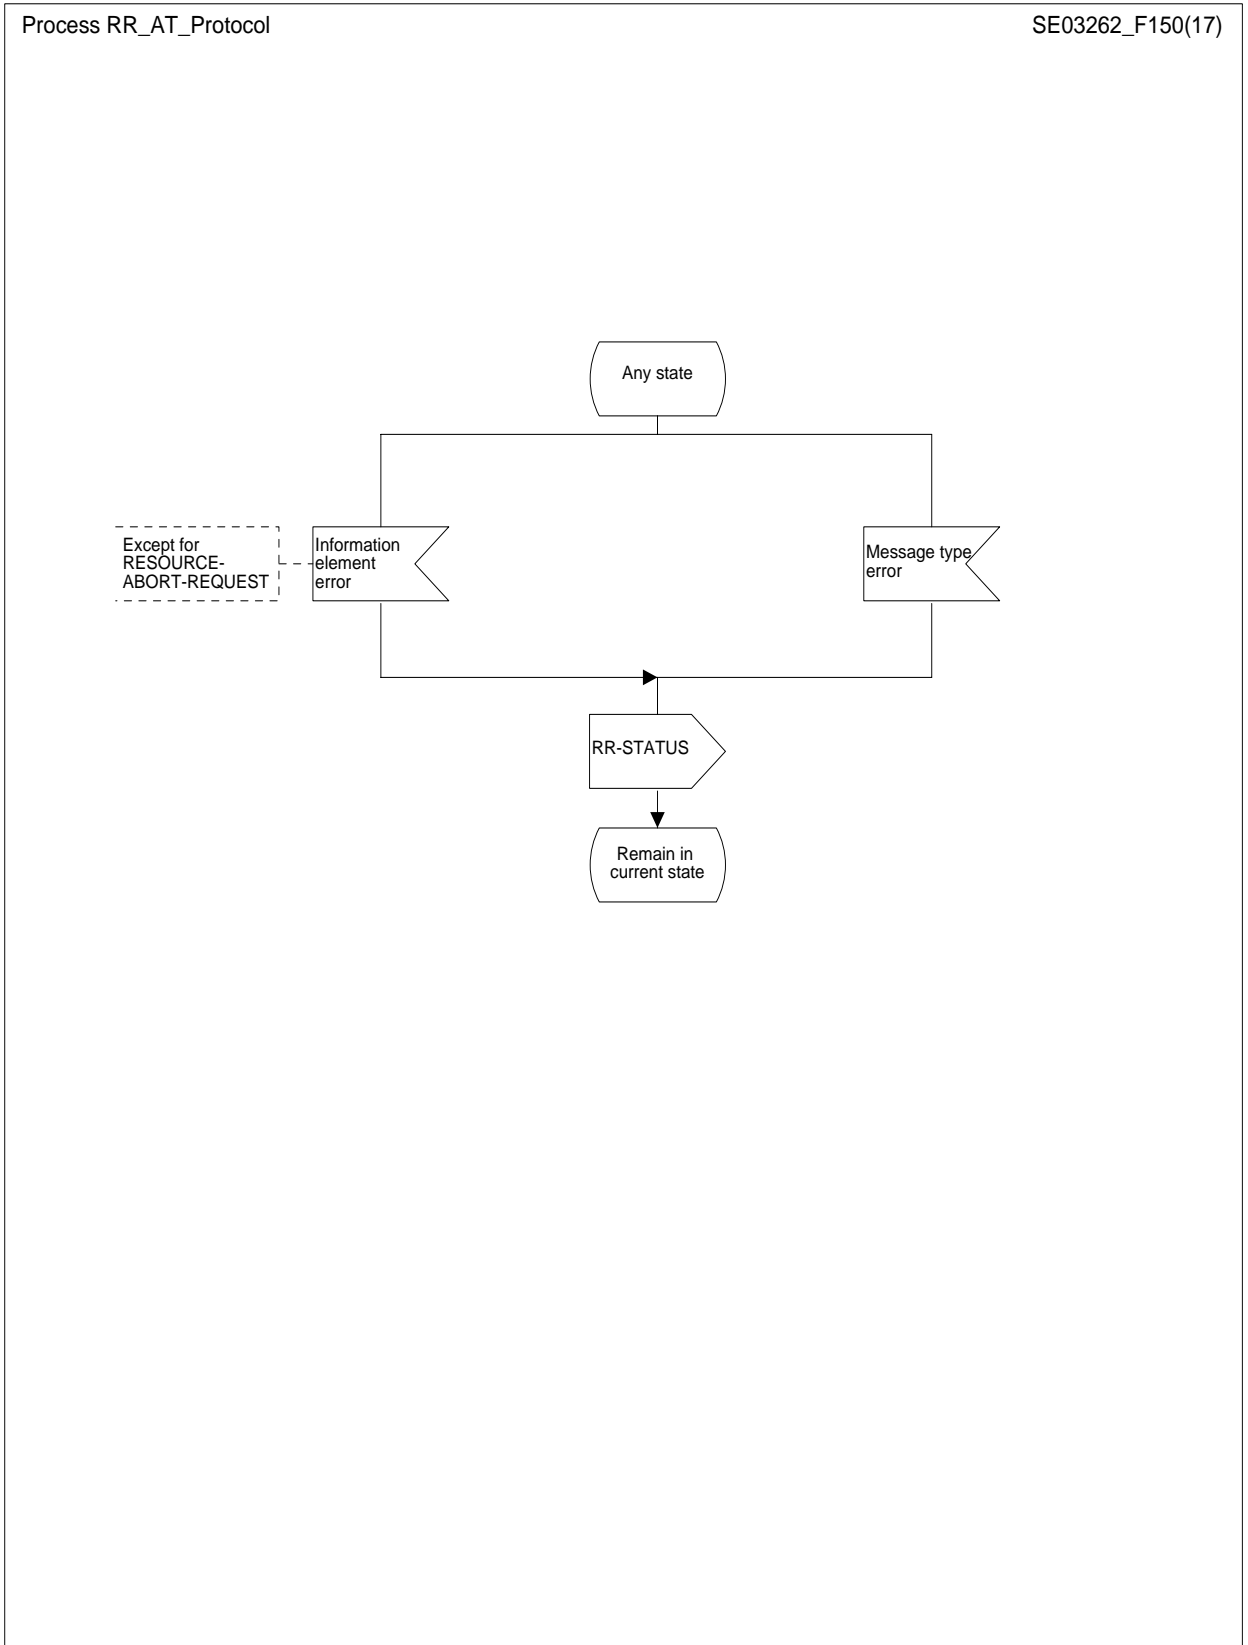 Process RR_AT_Protocol
SE03262_F150(17)
Any state
Except for
RESOURCE-
ABORT-REQUEST
Information
element
error
Message type
error
RR-STATUS
Remain in
current state